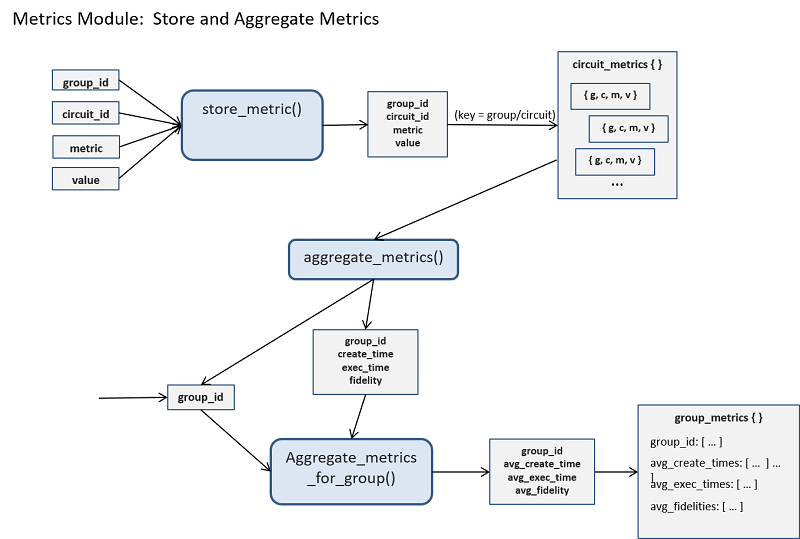 Metrics Module:  Store and Aggregate Metrics
group_id
circuit_id
metric
value
store_metric()
group_id
circuit_id
metric
value
(key = group/circuit)
circuit_metrics { }
{ g, c, m, v }
{ g, c, m, v }
{ g, c, m, v }
...
aggregate_metrics()
group_id
create_time
exec_time
fidelity
group_id
Aggregate_metrics
_for_group()
group_id
avg_create_time
avg_exec_time
avg_fidelity
group_metrics { }
group_id: [ ... ]
avg_create_times: [ ... ] ...
]
avg_exec_times: [ ... ]
avg_fidelities: [ ... ]